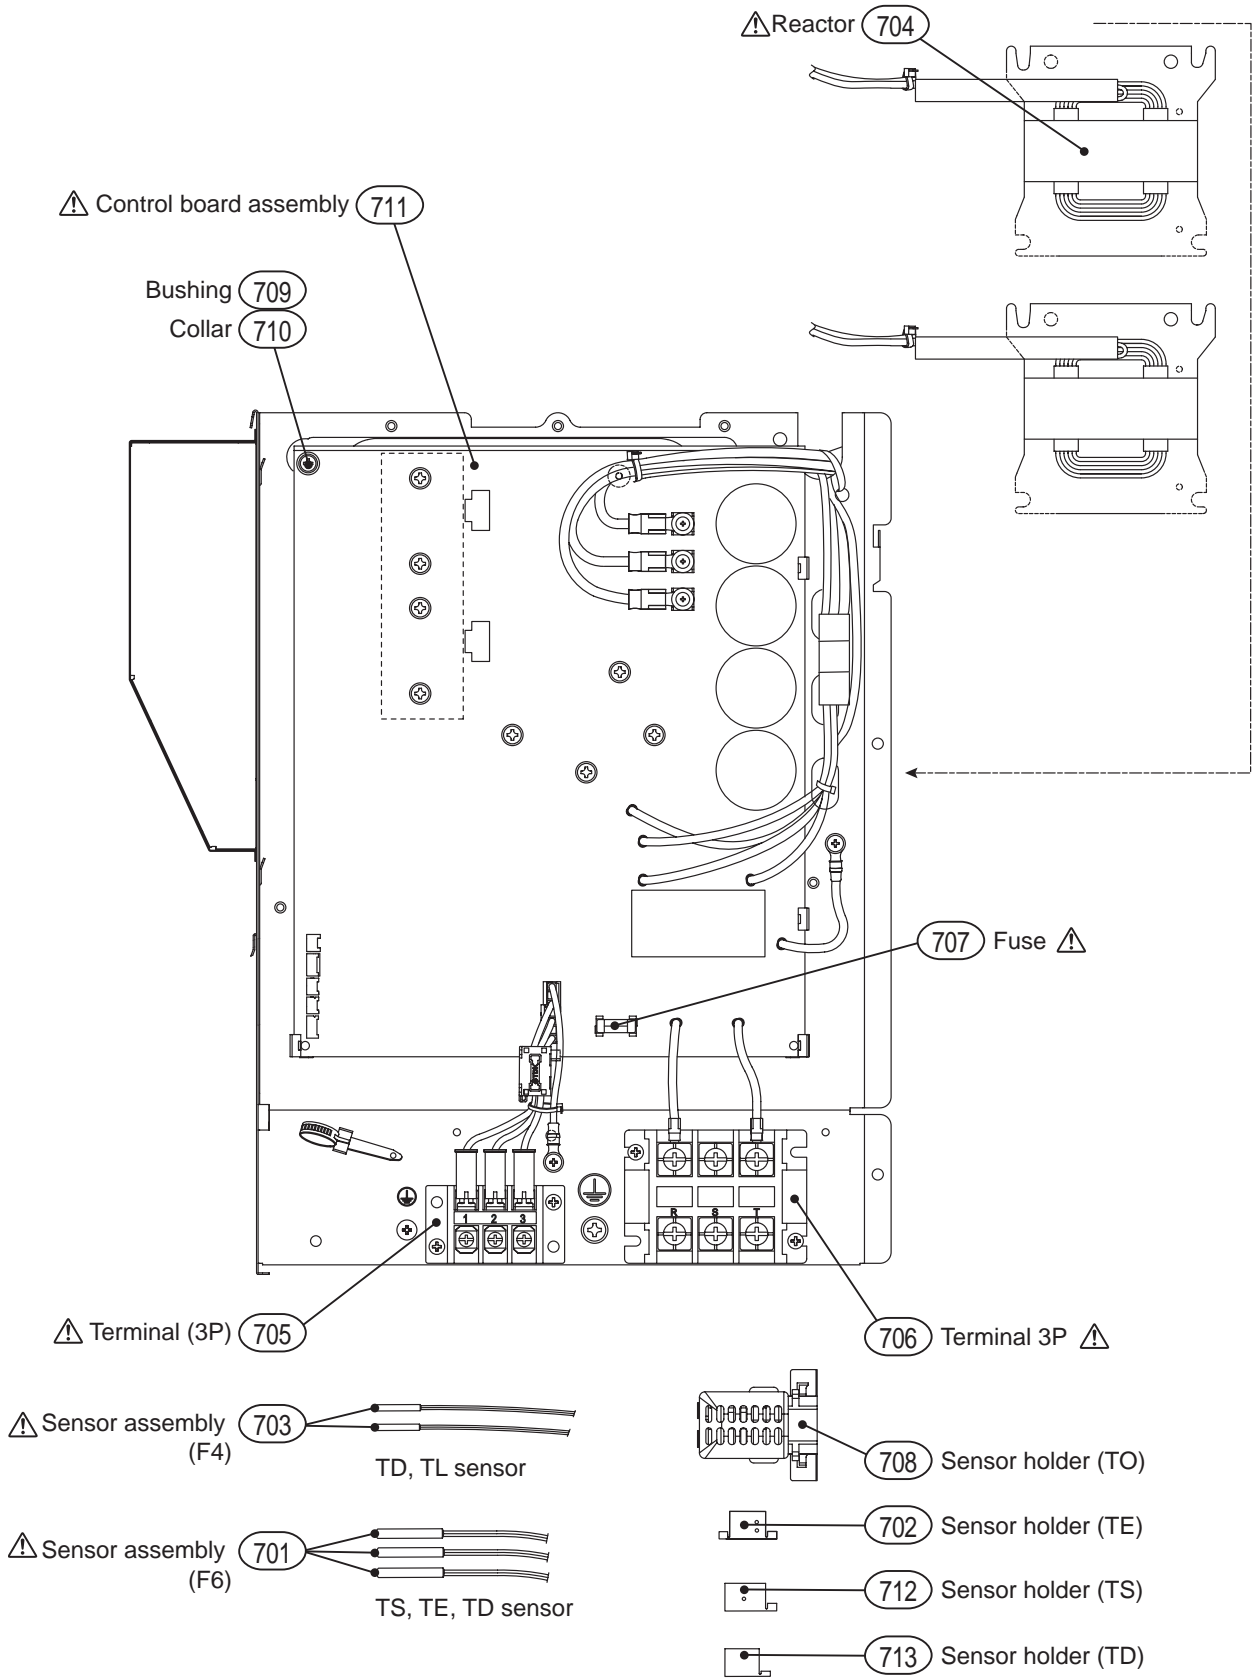 Reactor 704
Control board assembly 711
Bushing 709
Collar 710
707 Fuse
1 2 3
R S T
Terminal (3P) 705
706 Terminal 3P
Sensor assembly 703
(F4)
TD, TL sensor
708 Sensor holder (TO)
702 Sensor holder (TE)
Sensor assembly 701
(F6)
TS, TE, TD sensor
712 Sensor holder (TS)
713 Sensor holder (TD)